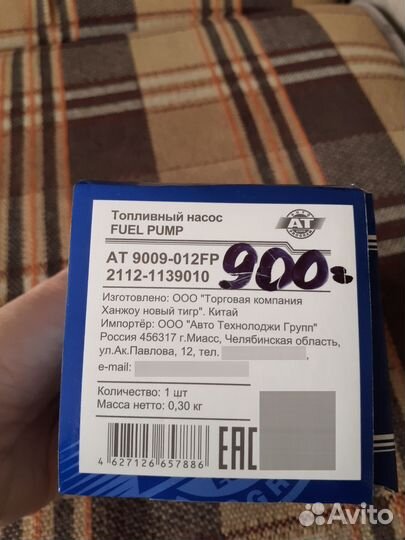 Топливный насос
FUEL PUMP
AT
AT 9009-012FP
2112-1139010
900
Изготовлено: ООО "Торговая компания
Ханжоу новый тигр". Китай
Импортёр: ООО "Авто Технолоджи Групп"
Россия 456317 г.Миасс, Челябинская область,
ул.Ак.Павлова, 12, тел.
e-mail:
Количество: 1 шт
Масса нетто: 0,30 кг
EAC
4 627126 657886
Avito